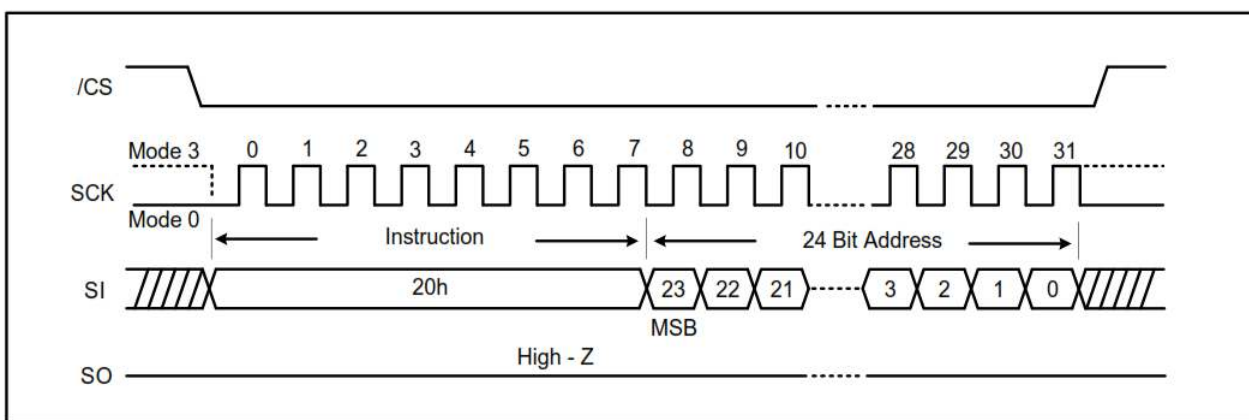 /CS
Mode 3 0 1 2 3 4 5 6 7 8 9 10 28 29 30 31
SCK
Mode 0
Instruction 24 Bit Address
SI 20h 23 22 21 3 2 1 0
MSB
High - Z
SO